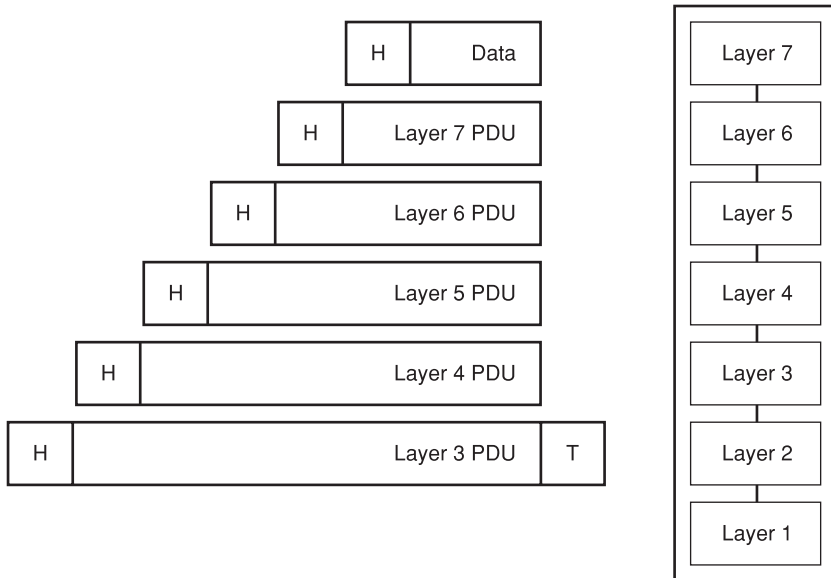 H Data Layer 7
H Layer 7 PDU Layer 6
H Layer 6 PDU Layer 5
H Layer 5 PDU Layer 4
H Layer 4 PDU Layer 3
H Layer 3 PDU T Layer 2
Layer 1